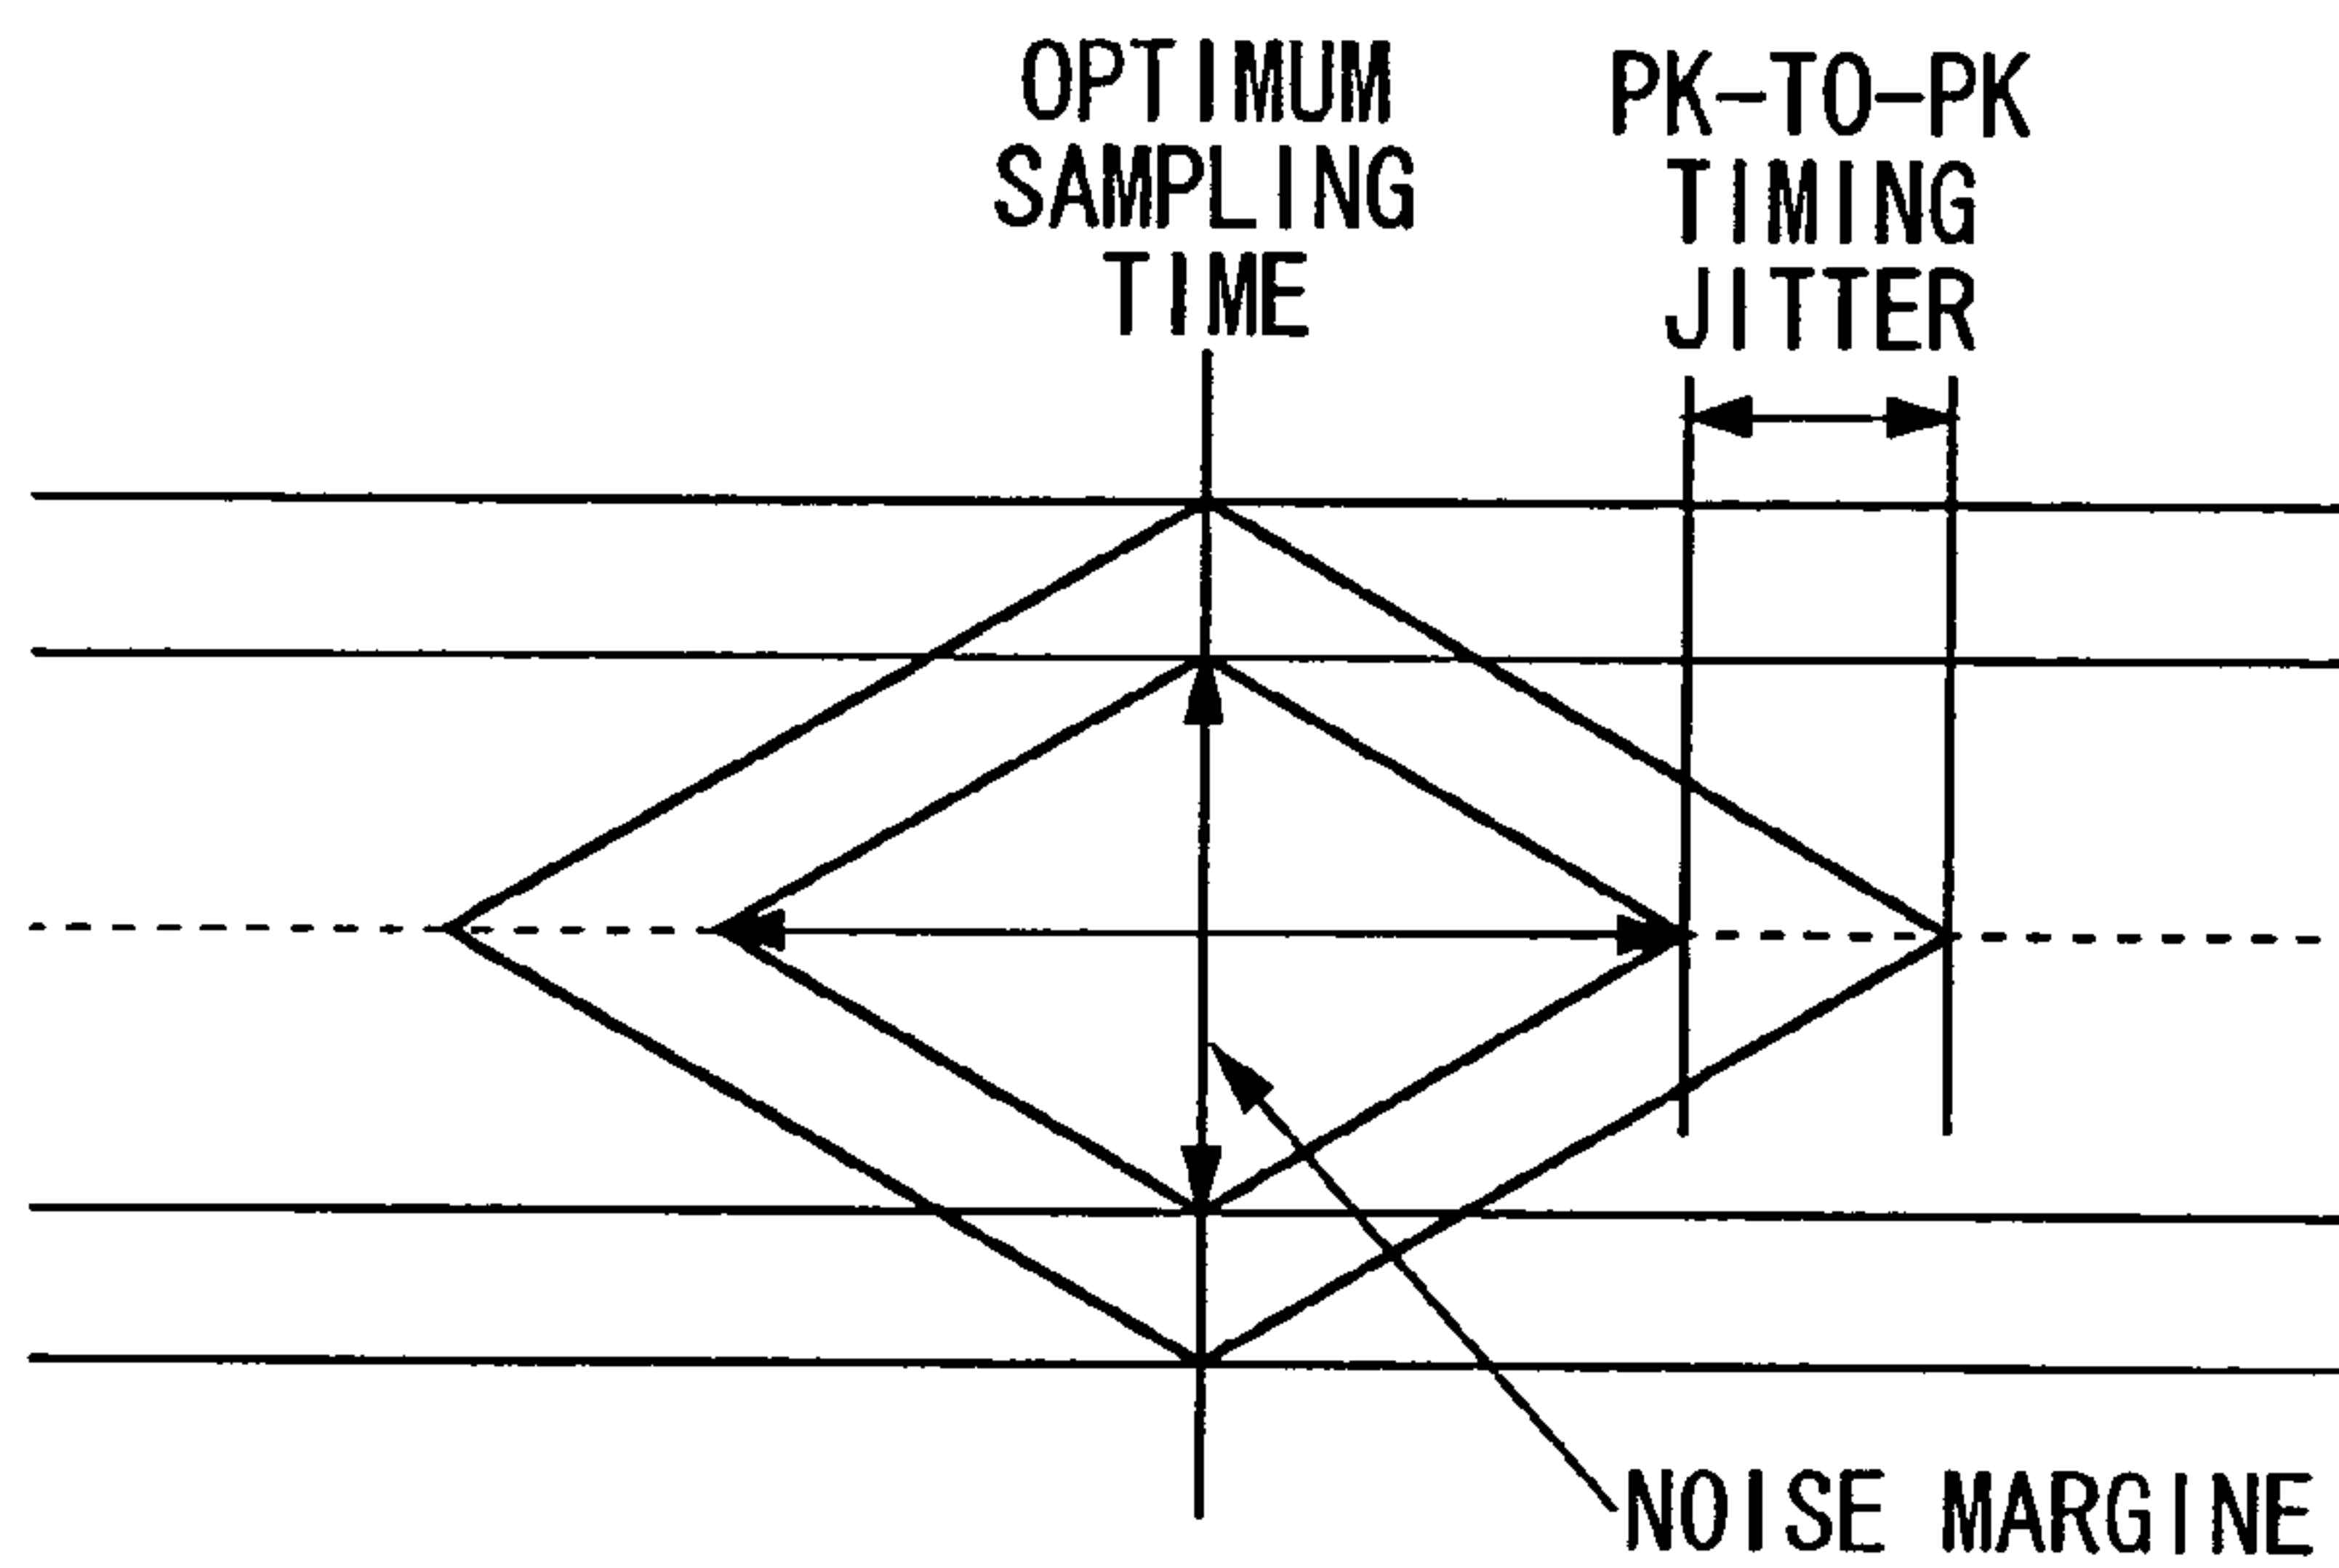 OPTIMUM
SAMPLING
TIME
PK-TO-PK
TIMING
JITTER
NOISE MARGINE